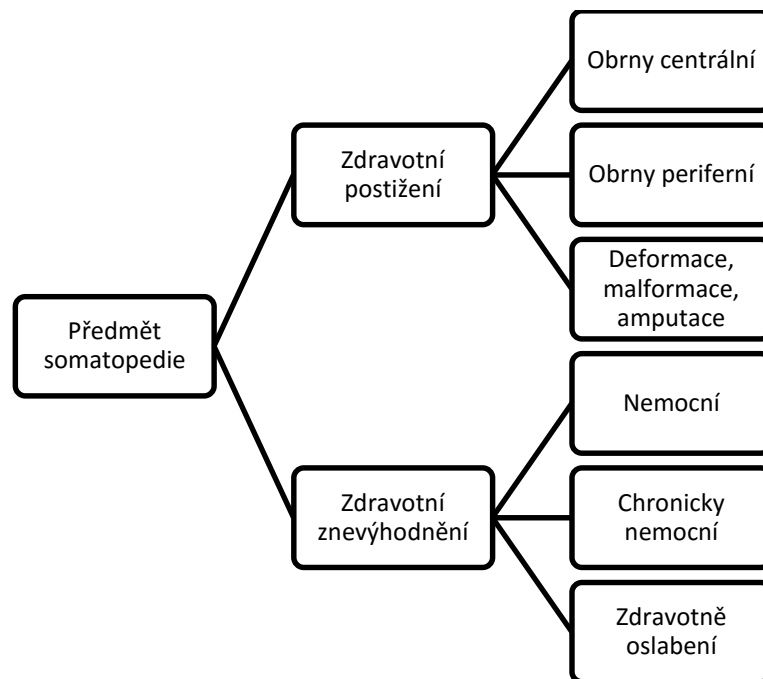 Předmět
somatopedie
Zdravotní
postižení
Obrny centrální
Obrny periferní
Deformace,
malformace,
amputace
Zdravotní
znevýhodnění
Nemocní
Chronicky
nemocní
Zdravotně
oslabení